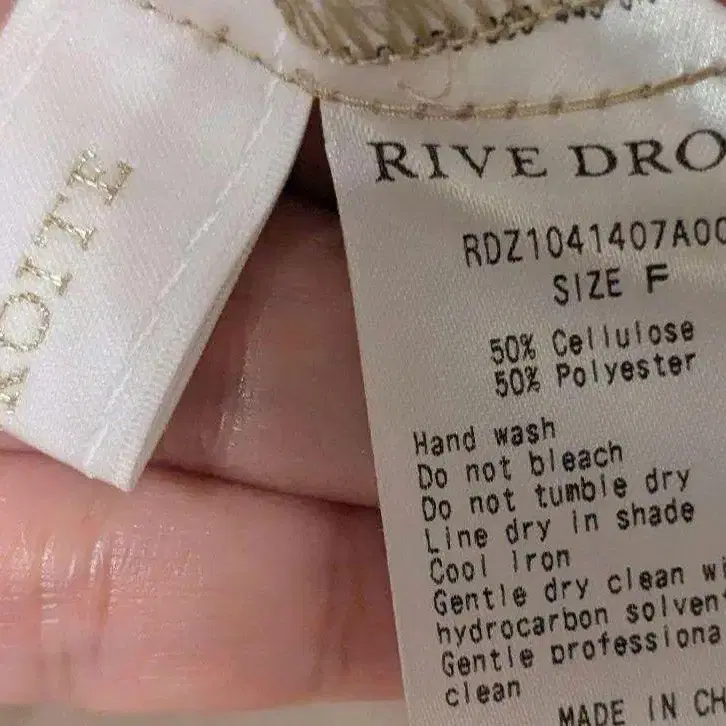 ROITE
RIVE DRO
RDZ1041407A00
SIZE F
50% Cellulose
50% Polyester
Hand wash
Do not bleach
Do not tumble dry
Line dry in shade
Cool Iron
Gentle dry clean wi
hydrocarbon solven
Gentle professiona
clean
MADE IN CH